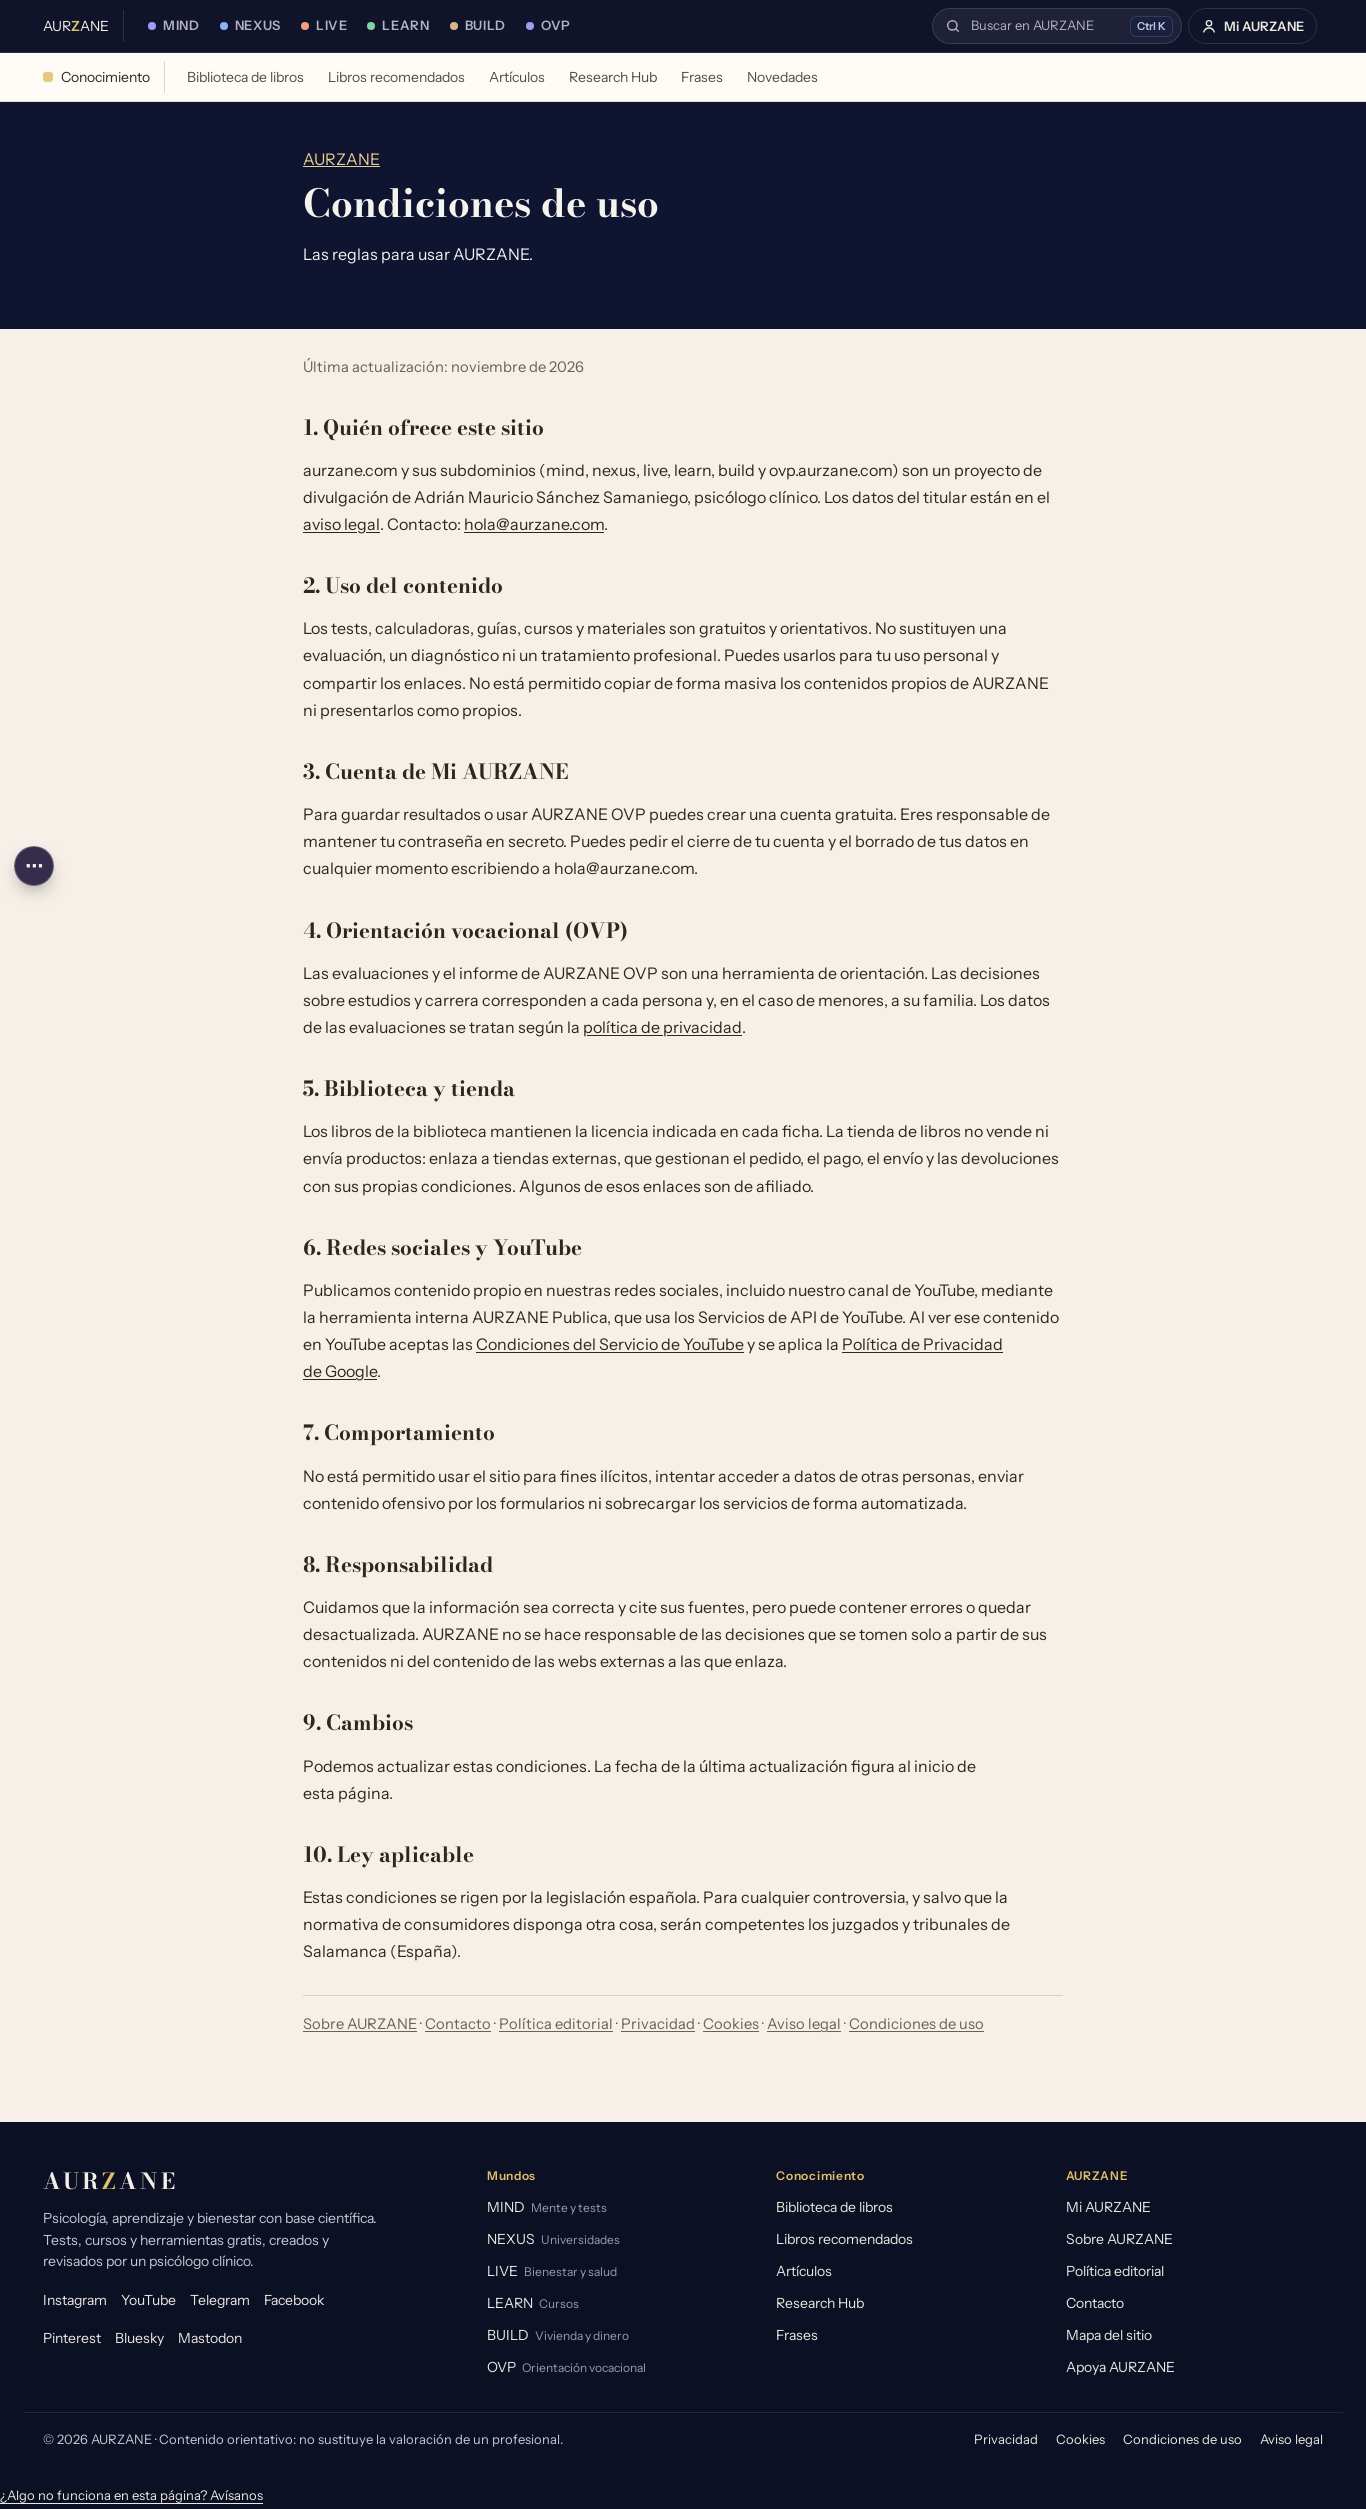 AURZANE
MIND NEXUS LIVE LEARN BUILD OVP
Buscar en AURZANE Ctrl K
Mi AURZANE
Conocimiento Biblioteca de libros Libros recomendados Artículos Research Hub Frases Novedades
AURZANE
Condiciones de uso
Las reglas para usar AURZANE.
Última actualización: noviembre de 2026
1. Quién ofrece este sitio
aurzane.com y sus subdominios (mind, nexus, live, learn, build y ovp.aurzane.com) son un proyecto de
divulgación de Adrián Mauricio Sánchez Samaniego, psicólogo clínico. Los datos del titular están en el
aviso legal. Contacto: hola@aurzane.com.
2. Uso del contenido
Los tests, calculadoras, guías, cursos y materiales son gratuitos y orientativos. No sustituyen una
evaluación, un diagnóstico ni un tratamiento profesional. Puedes usarlos para tu uso personal y
compartir los enlaces. No está permitido copiar de forma masiva los contenidos propios de AURZANE
ni presentarlos como propios.
3. Cuenta de Mi AURZANE
Para guardar resultados o usar AURZANE OVP puedes crear una cuenta gratuita. Eres responsable de
mantener tu contraseña en secreto. Puedes pedir el cierre de tu cuenta y el borrado de tus datos en
cualquier momento escribiendo a hola@aurzane.com.
4. Orientación vocacional (OVP)
Las evaluaciones y el informe de AURZANE OVP son una herramienta de orientación. Las decisiones
sobre estudios y carrera corresponden a cada persona y, en el caso de menores, a su familia. Los datos
de las evaluaciones se tratan según la política de privacidad.
5. Biblioteca y tienda
Los libros de la biblioteca mantienen la licencia indicada en cada ficha. La tienda de libros no vende ni
envía productos: enlaza a tiendas externas, que gestionan el pedido, el pago, el envío y las devoluciones
con sus propias condiciones. Algunos de esos enlaces son de afiliado.
6. Redes sociales y YouTube
Publicamos contenido propio en nuestras redes sociales, incluido nuestro canal de YouTube, mediante
la herramienta interna AURZANE Publica, que usa los Servicios de API de YouTube. Al ver ese contenido
en YouTube aceptas las Condiciones del Servicio de YouTube y se aplica la Política de Privacidad
de Google.
7. Comportamiento
No está permitido usar el sitio para fines ilícitos, intentar acceder a datos de otras personas, enviar
contenido ofensivo por los formularios ni sobrecargar los servicios de forma automatizada.
8. Responsabilidad
Cuidamos que la información sea correcta y cite sus fuentes, pero puede contener errores o quedar
desactualizada. AURZANE no se hace responsable de las decisiones que se tomen solo a partir de sus
contenidos ni del contenido de las webs externas a las que enlaza.
9. Cambios
Podemos actualizar estas condiciones. La fecha de la última actualización figura al inicio de
esta página.
10. Ley aplicable
Estas condiciones se rigen por la legislación española. Para cualquier controversia, y salvo que la
normativa de consumidores disponga otra cosa, serán competentes los juzgados y tribunales de
Salamanca (España).
Sobre AURZANE · Contacto · Política editorial · Privacidad · Cookies · Aviso legal · Condiciones de uso
AURZANE
Psicología, aprendizaje y bienestar con base científica.
Tests, cursos y herramientas gratis, creados y
revisados por un psicólogo clínico.
Instagram YouTube Telegram Facebook
Pinterest Bluesky Mastodon
Mundos
MIND Mente y tests
NEXUS Universidades
LIVE Bienestar y salud
LEARN Cursos
BUILD Vivienda y dinero
OVP Orientación vocacional
Conocimiento
Biblioteca de libros
Libros recomendados
Artículos
Research Hub
Frases
AURZANE
Mi AURZANE
Sobre AURZANE
Política editorial
Contacto
Mapa del sitio
Apoya AURZANE
© 2026 AURZANE · Contenido orientativo: no sustituye la valoración de un profesional.
Privacidad Cookies Condiciones de uso Aviso legal
¿Algo no funciona en esta página? Avísanos